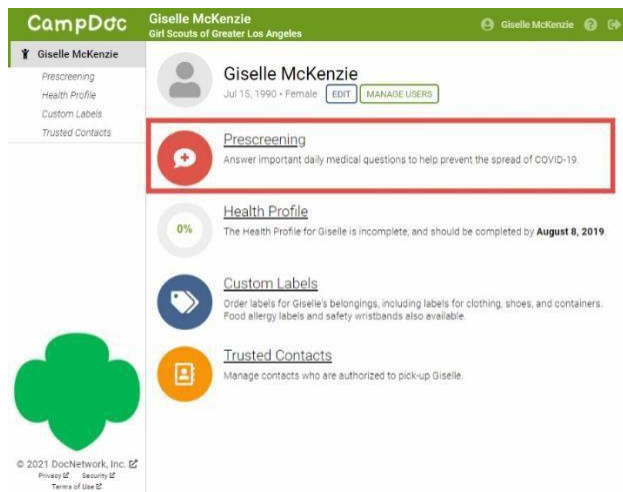 CampDoc
Giselle McKenzie
Girl Scouts of Greater Los Angeles
Giselle McKenzie
Giselle McKenzie
Prescreening
Health Profile
Custom Labels
Trusted Contacts
Giselle McKenzie
Jul 15, 1990 • Female EDIT MANAGE USERS
Prescreening
Answer important daily medical questions to help prevent the spread of COVID-19.
0%
Health Profile
The Health Profile for Giselle is incomplete, and should be completed by August 8, 2019.
Custom Labels
Order labels for Giselle's belongings, including labels for clothing, shoes, and containers.
Food allergy labels and safety wristbands also available.
Trusted Contacts
Manage contacts who are authorized to pick-up Giselle.
© 2021 DocNetwork, Inc.
Privacy Security
Terms of Use